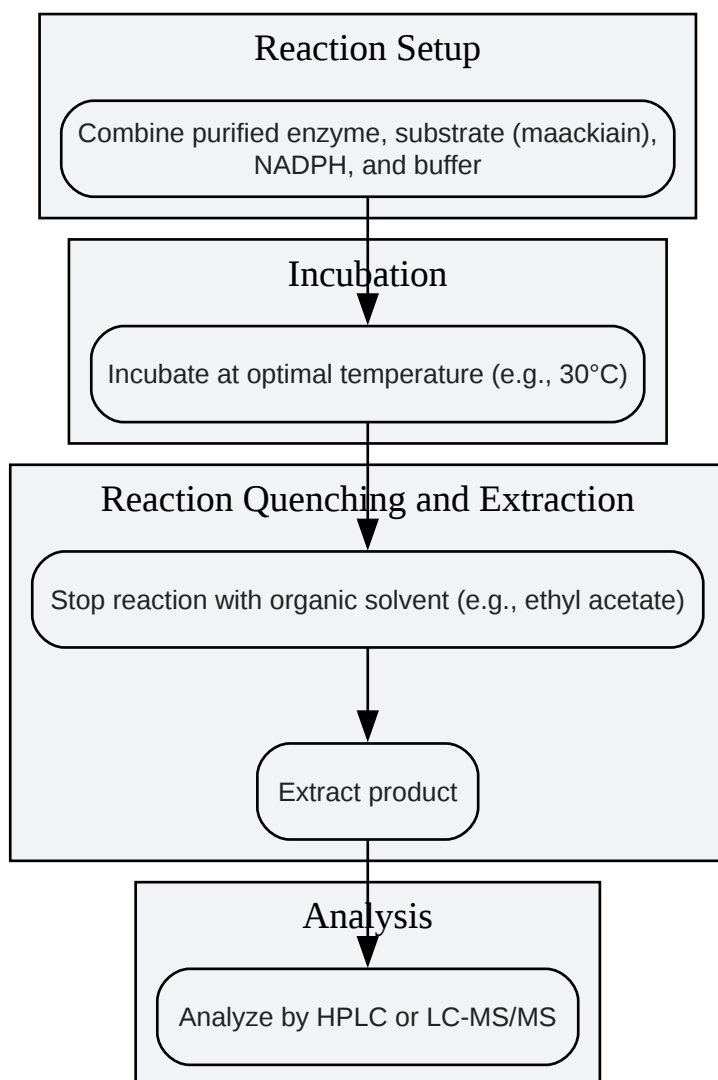 Reaction Setup
Combine purified enzyme, substrate (maackiain),
NADPH, and buffer
Incubation
Incubate at optimal temperature (e.g., 30°C)
Reaction Quenching and Extraction
Stop reaction with organic solvent (e.g., ethyl acetate)
Extract product
Analysis
Analyze by HPLC or LC-MS/MS